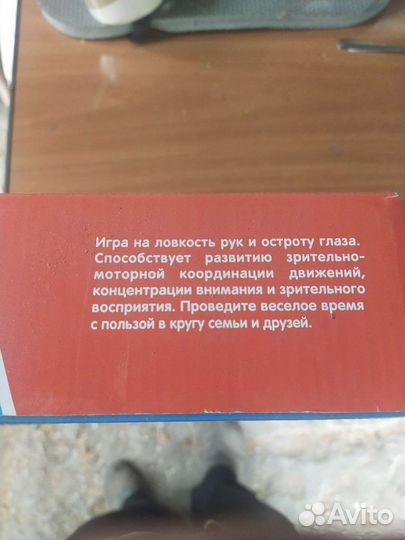 Игра на ловкость рук и остроту глаза.
Способствует развитию зрительно-
моторной координации движений,
концентрации внимания и зрительного
восприятия. Проведите веселое время
с пользой в кругу семьи и друзей.
Avito